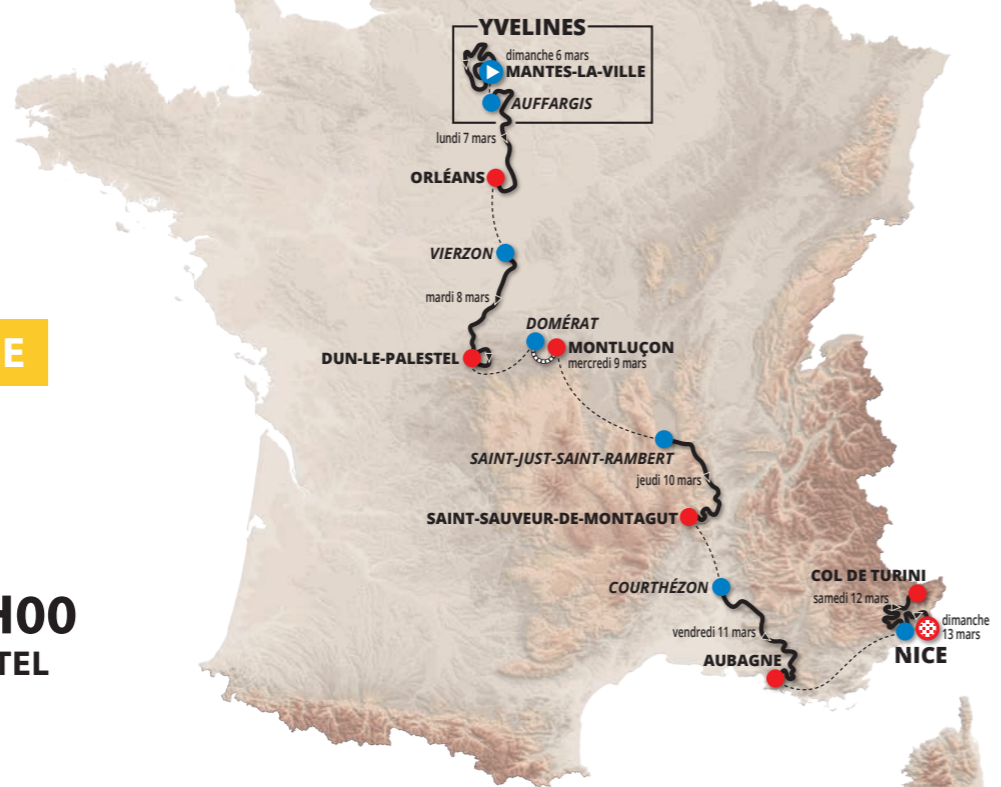 YVELINES
dimanche 6 mars
MANTES-LA-VILLE
AUFFARGIS
lundi 7 mars
ORLÉANS
VIERZON
mardi 8 mars
DOMÉRAT
MONTLUÇON
mercredi 9 mars
DUN-LE-PALESTEL
E
SAINT-JUST-SAINT-RAMBERT
jeudi 10 mars
SAINT-SAUVEUR-DE-MONTAGUT
COURTHÉZON
COL DE TURINI
samedi 12 mars
H00
TEL
vendredi 11 mars
AUBAGNE
dimanche
13 mars
NICE